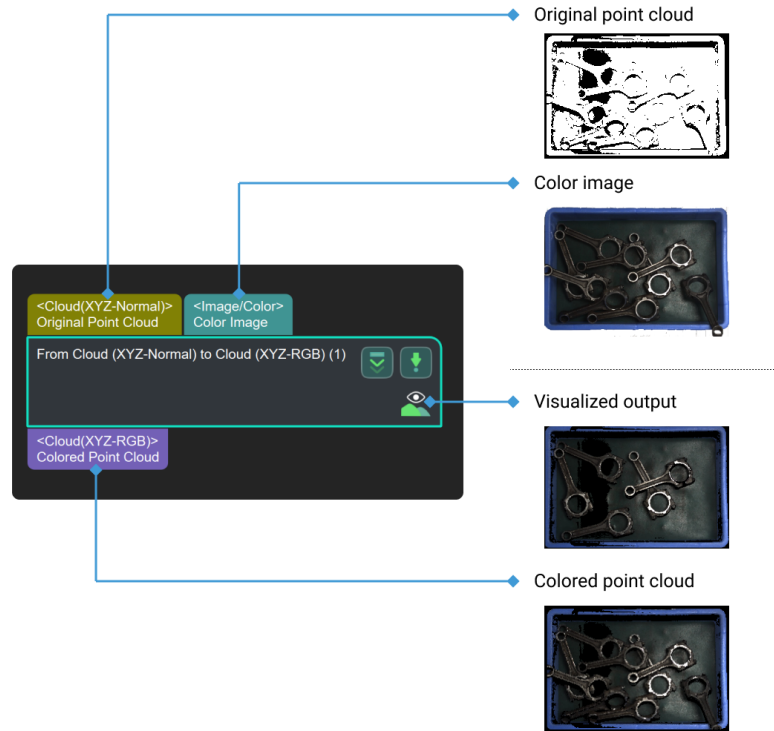 Original point cloud
Color image
<Cloud(XYZ-Normal)>
Original Point Cloud
<Image/Color>
Color Image
From Cloud (XYZ-Normal) to Cloud (XYZ-RGB) (1)
Visualized output
<Cloud(XYZ-RGB)>
Colored Point Cloud
Colored point cloud